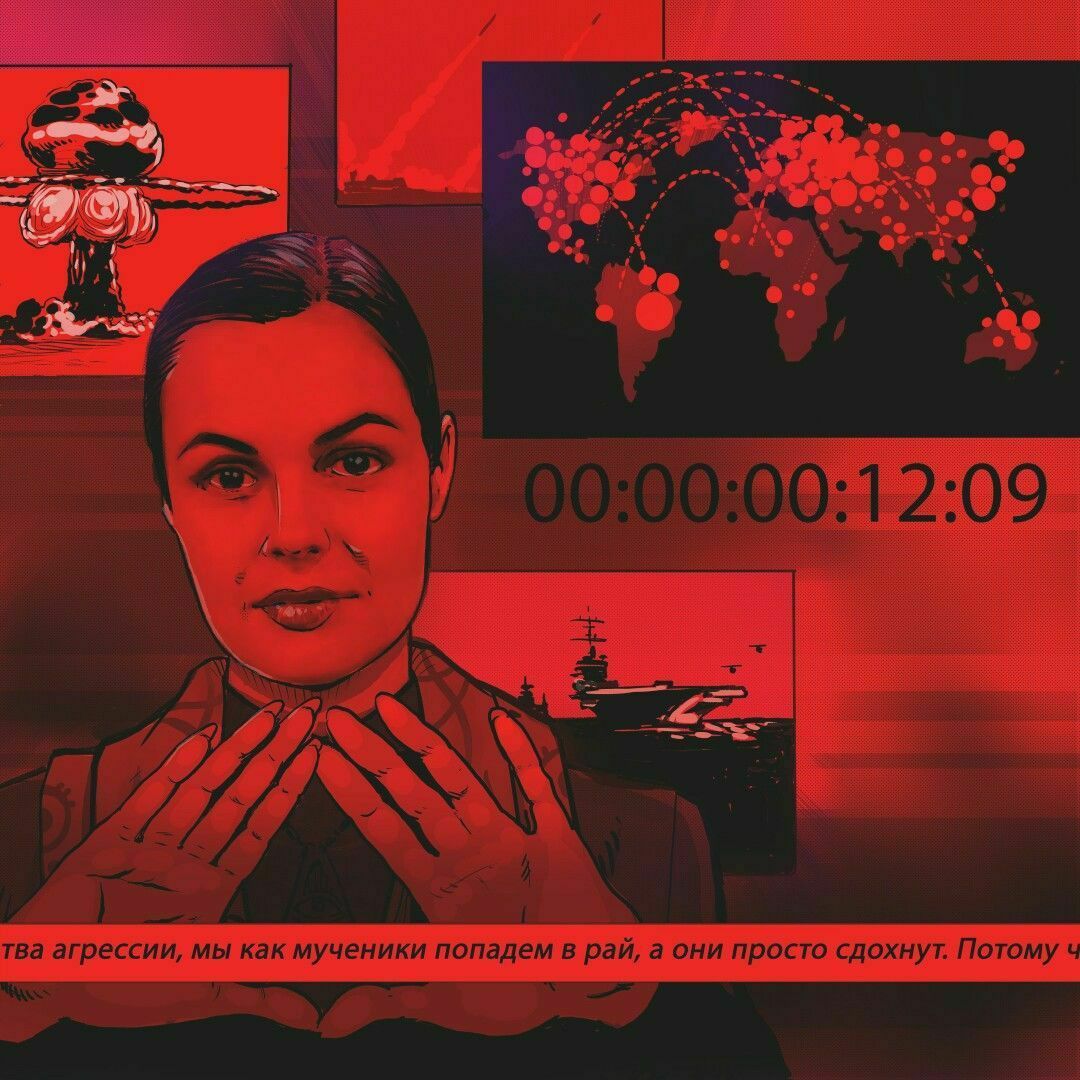 00:00:00:12:09
тва агрессии, мы как мученики попадем в рай, а они просто сдохнут. Потому ч